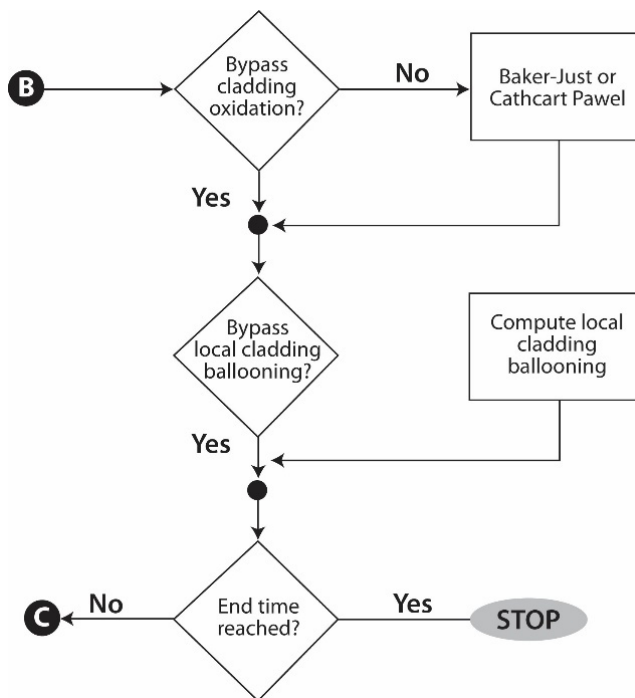 B
Bypass
cladding
oxidation?
No
Baker-Just or
Cathcart Pawel
Yes
Bypass
local cladding
ballooning?
Compute local
cladding
ballooning
Yes
C
No
End time
reached?
Yes
STOP